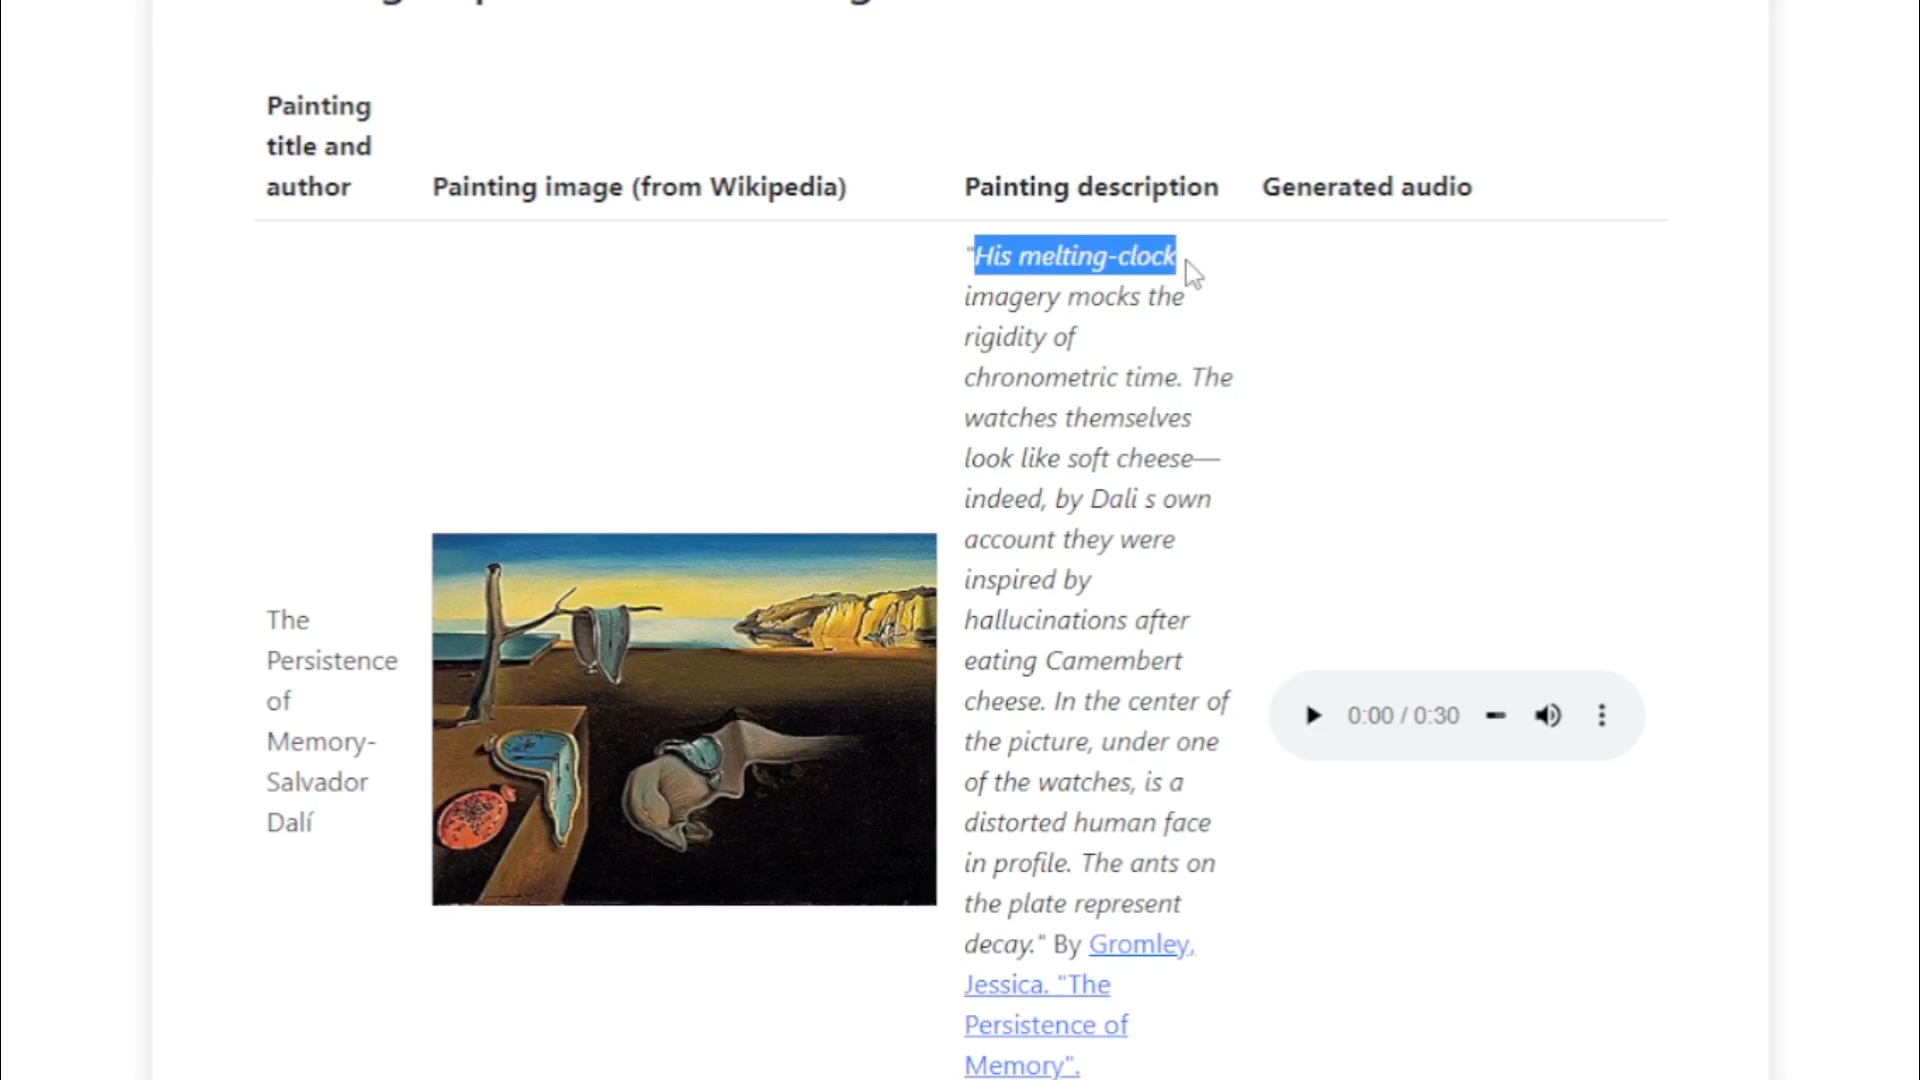 Painting
title and
author
Painting image (from Wikipedia)
Painting description
Generated audio
The
Persistence
of
Memory-
Salvador
Dalí
"His melting-clock
imagery mocks the
rigidity of
chronometric time. The
watches themselves
look like soft cheese—
indeed, by Dali s own
account they were
inspired by
hallucinations after
eating Camembert
cheese. In the center of
the picture, under one
of the watches, is a
distorted human face
in profile. The ants on
the plate represent
decay." By Gromley,
Jessica. "The
Persistence of
Memory".
0:00 / 0:30